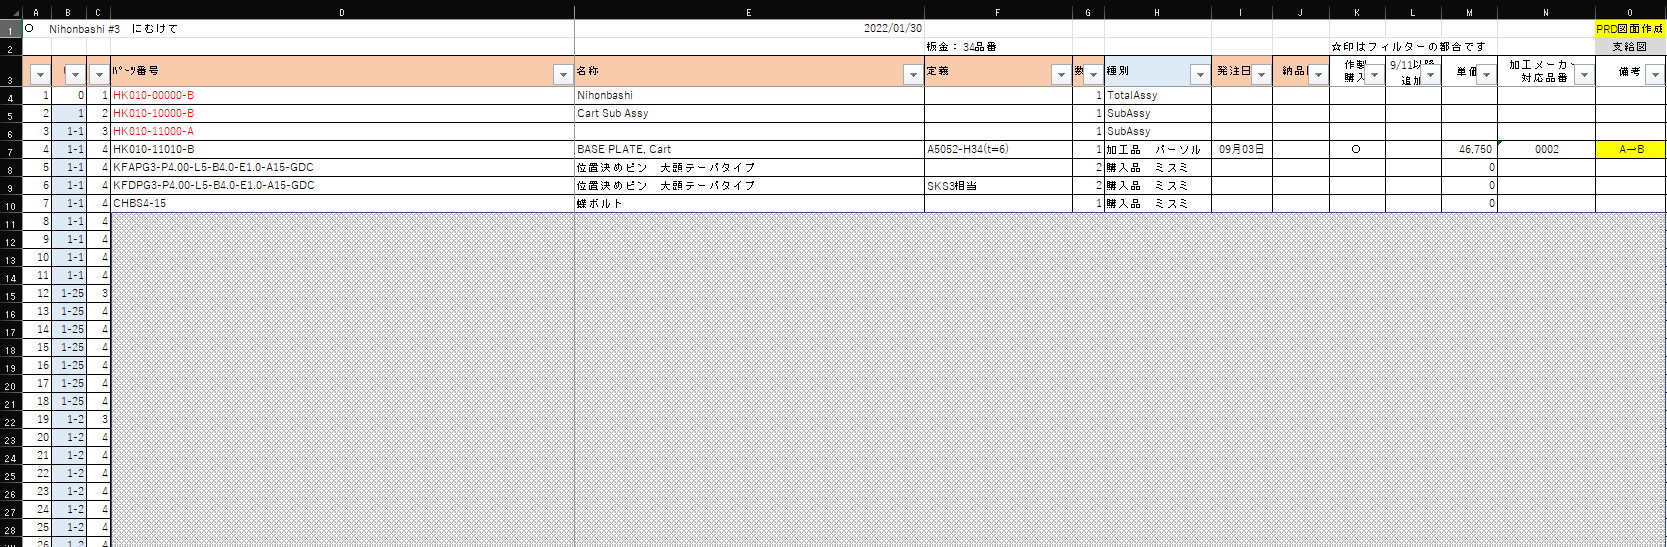 A B C D E F G H I J K L M N O
1 〇 Nihonbashi #3 にむけて 2022/01/30 PRD図面作成
2 板金：34品番 ☆印はフィルターの都合です 支給図
3 ﾊﾟｰﾂ番号 名称 定義 数 種別 発注日 納品 作製 購入 9/11以降 追加 単価 加工メーカー 対応品番 備考
4 1 0 1 HK010-00000-B Nihonbashi 1 TotalAssy
5 2 1 2 HK010-10000-B Cart Sub Assy 1 SubAssy
6 3 1-1 3 HK010-11000-A 1 SubAssy
7 4 1-1 4 HK010-11010-B BASE PLATE, Cart A5052-H34(t=6) 1 加工品　パーソル 09月03日 〇 46,750 0002 A→B
8 5 1-1 4 KFAPG3-P4.00-L5-B4.0-E1.0-A15-GDC 位置決めピン　大頭テーパタイプ 2 購入品　ミスミ 0
9 6 1-1 4 KFDPG3-P4.00-L5-B4.0-E1.0-A15-GDC 位置決めピン　大頭テーパタイプ SKS3相当 2 購入品　ミスミ 0
10 7 1-1 4 CHBS4-15 蝶ボルト 1 購入品　ミスミ 0
11 8 1-1 4
12 9 1-1 4
13 10 1-1 4
14 11 1-1 4
15 12 1-25 3
16 13 1-25 4
17 14 1-25 4
18 15 1-25 4
19 16 1-25 4
20 17 1-25 4
21 18 1-25 4
22 19 1-2 3
23 20 1-2 4
24 21 1-2 4
25 22 1-2 4
26 23 1-2 4
27 24 1-2 4
28 25 1-2 4
26 1-2 4